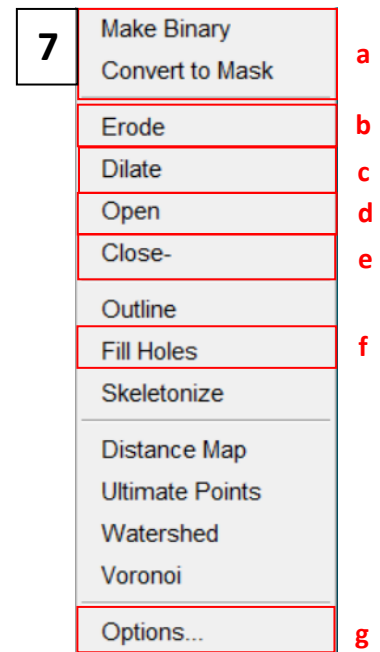 7
Make Binary
Convert to Mask
a
Erode
b
Dilate
c
Open
d
Close-
e
Outline
Fill Holes
f
Skeletonize
Distance Map
Ultimate Points
Watershed
Voronoi
Options...
g